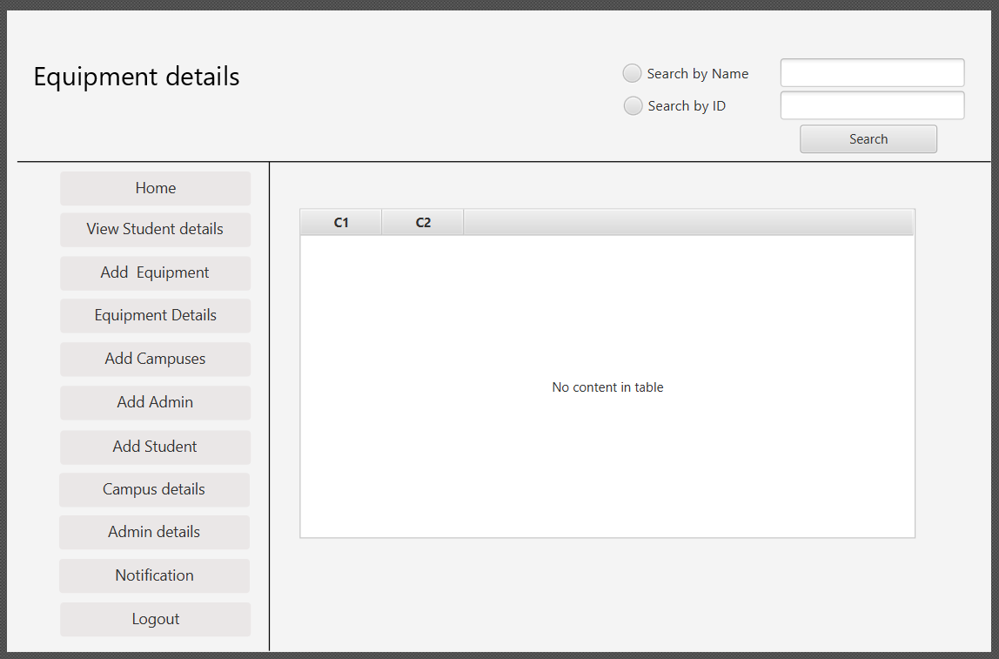 Equipment details
Search by Name
Search by ID
Search
Home
View Student details
Add  Equipment
Equipment Details
Add Campuses
Add Admin
Add Student
Campus details
Admin details
Notification
Logout
C1 C2
No content in table